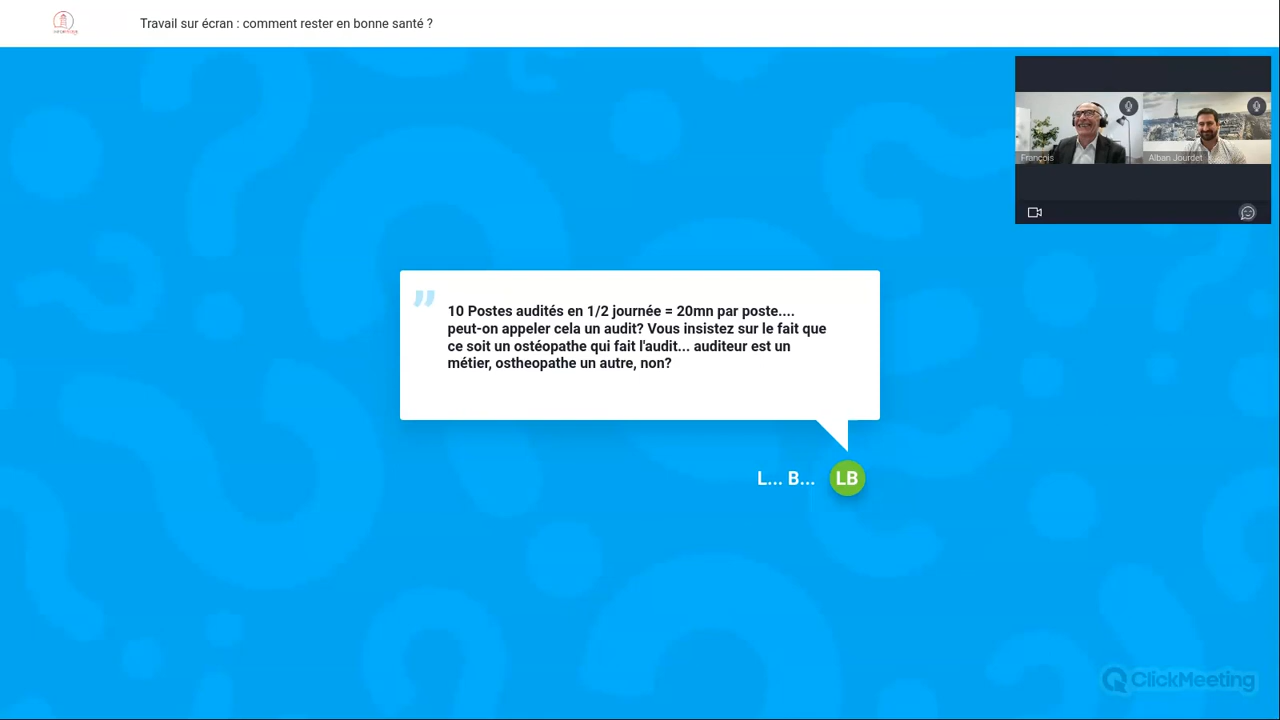 Travail sur écran : comment rester en bonne santé ?
François
Alban Jourdet
10 Postes audités en 1/2 journée = 20mn par poste....
peut-on appeler cela un audit? Vous insistez sur le fait que
ce soit un ostéopathe qui fait l'audit... auditeur est un
métier, ostheopathe un autre, non?
L... B...
LB
ClickMeeting